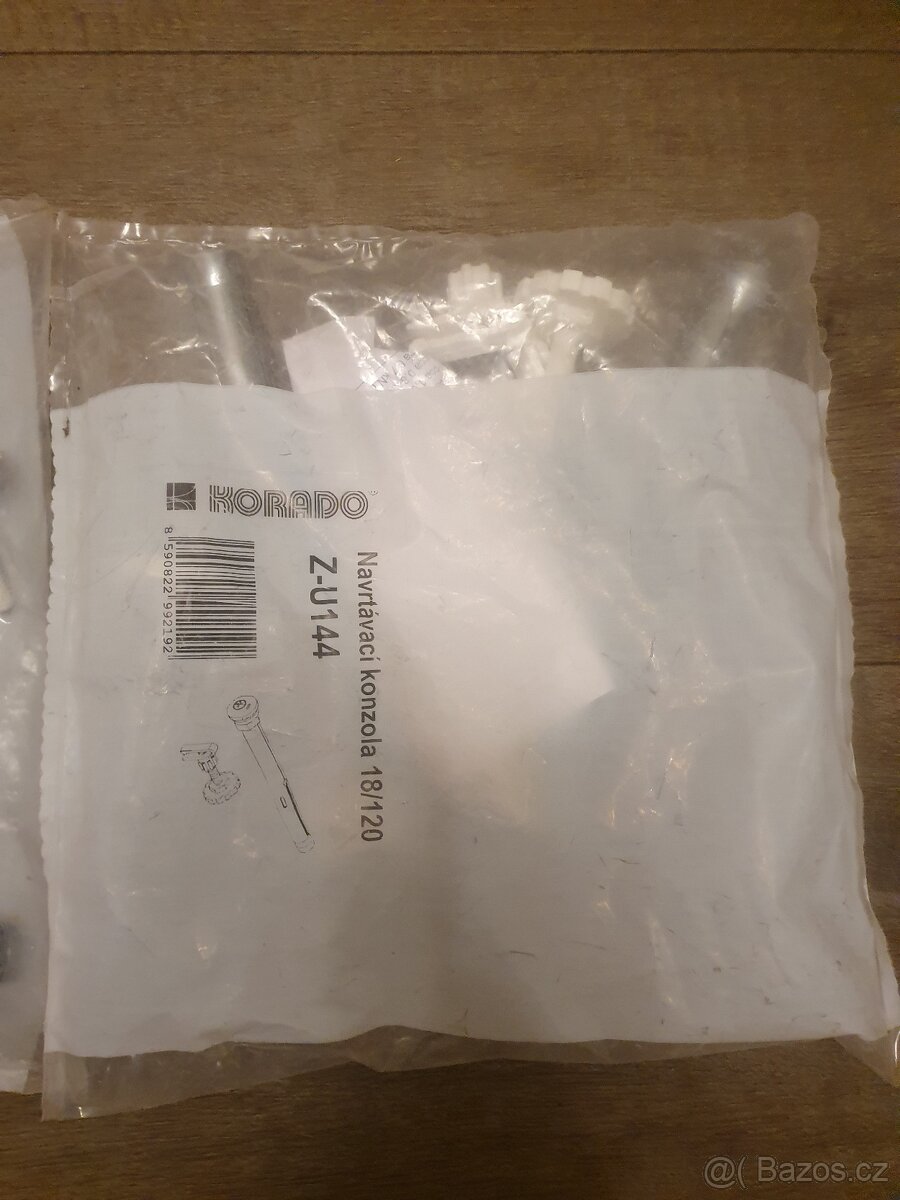 KORADO
8 590822 992192
Z-U144
Navrtávací konzola 18/120
@( Bazos.cz